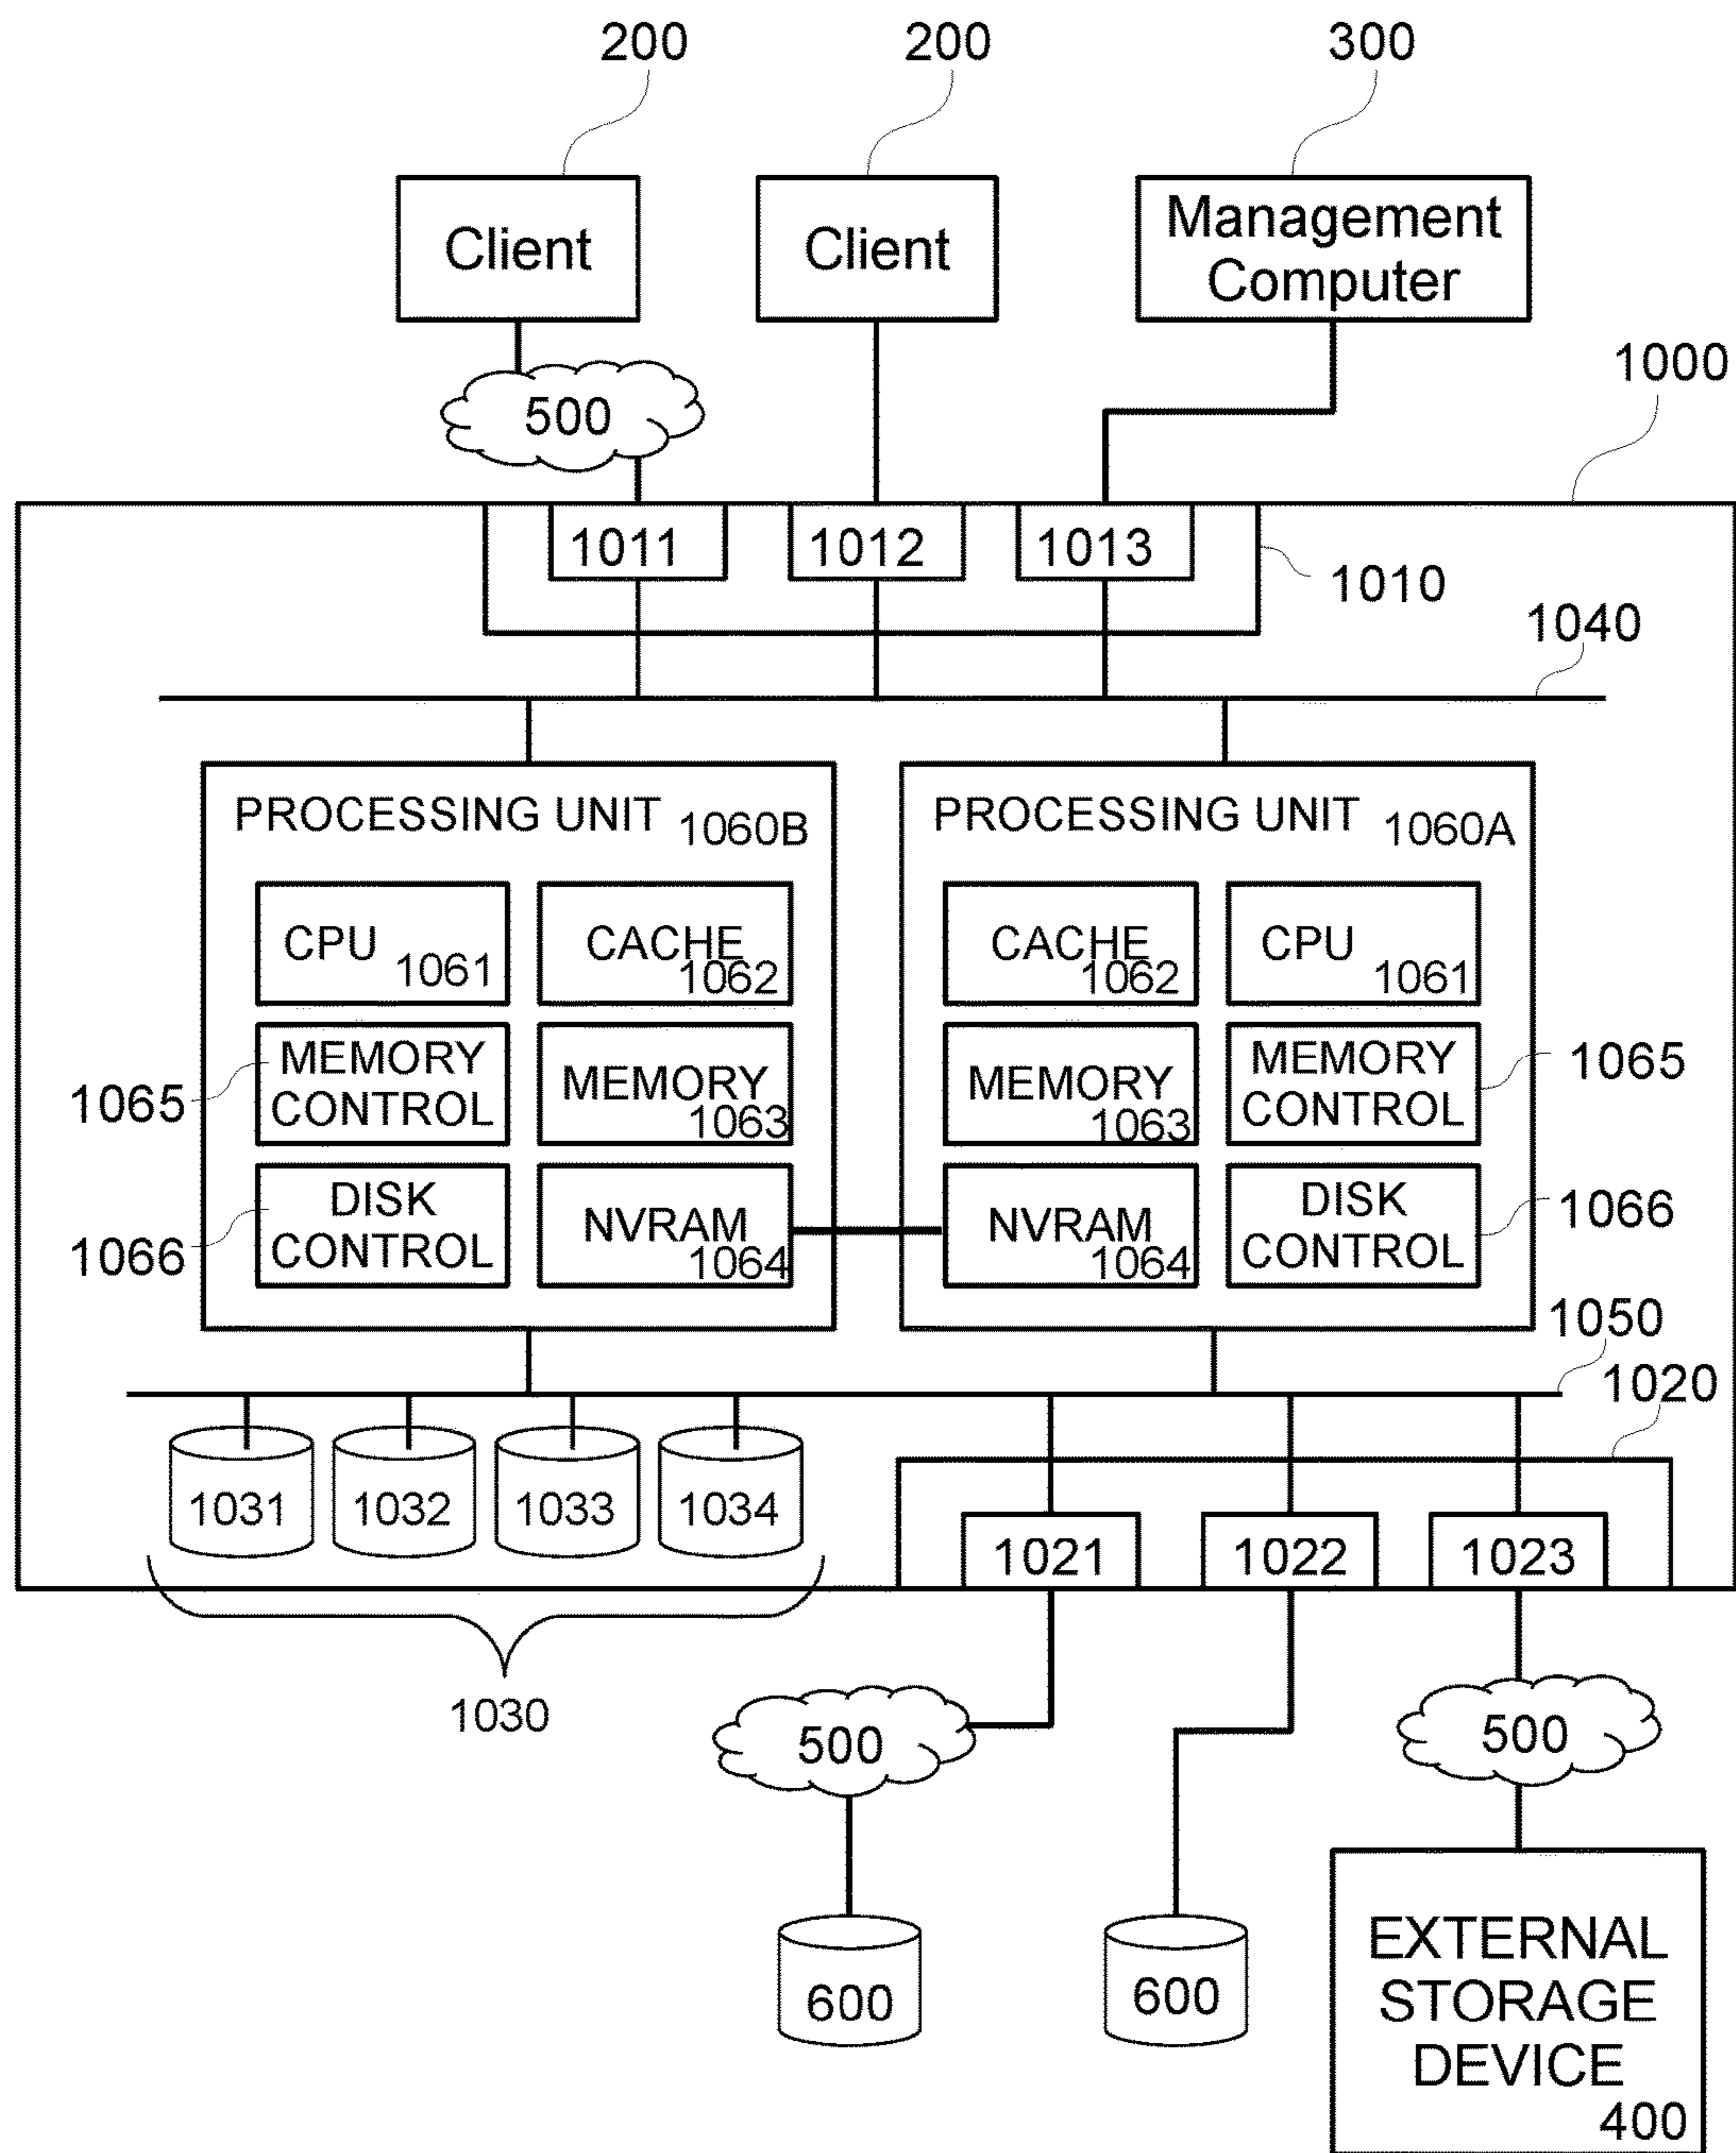 200 200 300
Client Client Management
Computer
1000
500
1011 1012 1013
1010
1040
PROCESSING UNIT 1060B PROCESSING UNIT 1060A
CPU 1061 CACHE 1062 CACHE 1062 CPU 1061
1065 MEMORY
CONTROL MEMORY 1063 MEMORY 1063 MEMORY
CONTROL 1065
1066 DISK
CONTROL NVRAM 1064 NVRAM 1064 DISK
CONTROL 1066
1050
1020
1031 1032 1033 1034
1021 1022 1023
1030
500 500
600 600
EXTERNAL
STORAGE
DEVICE
400